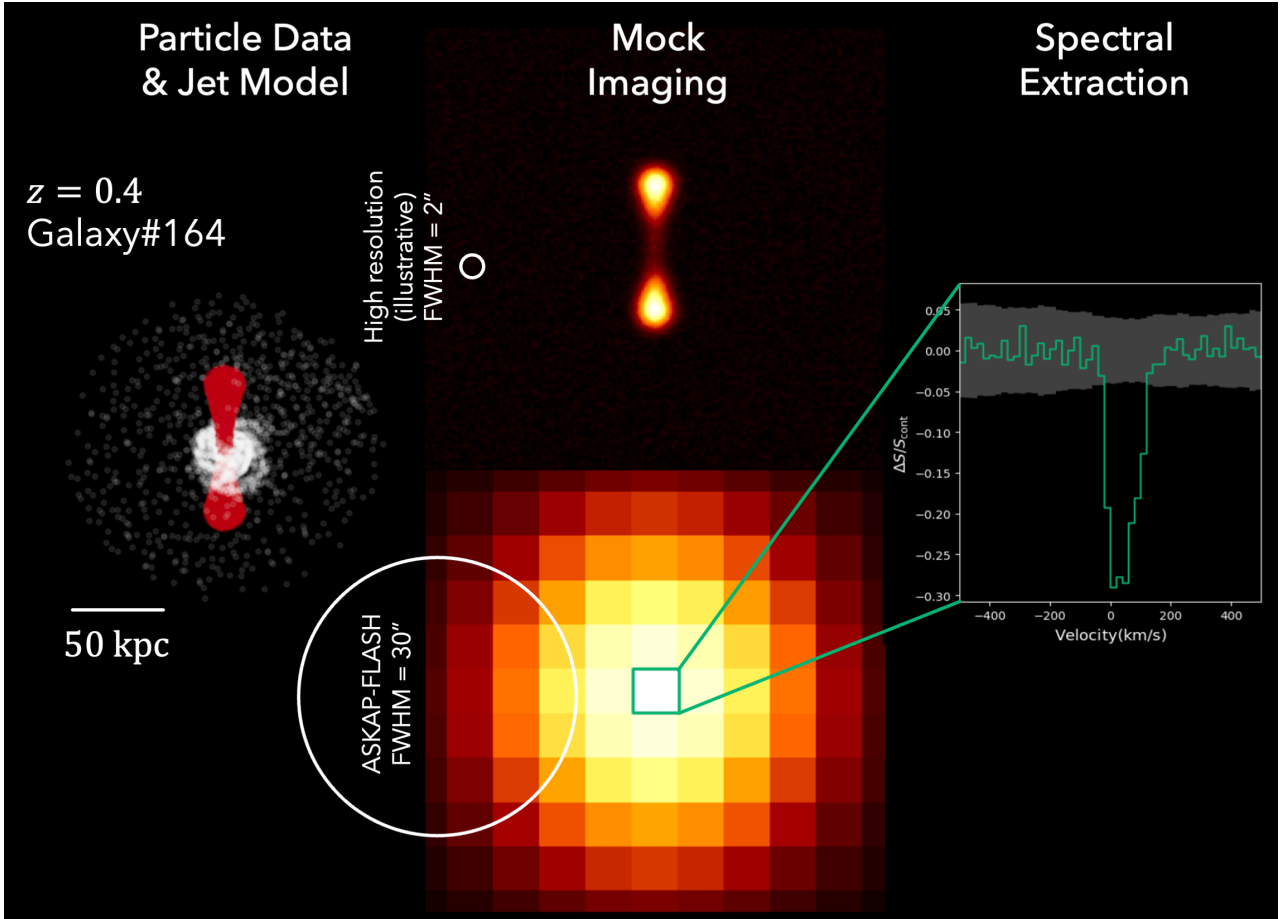 Particle Data
& Jet Model
Mock
Imaging
Spectral
Extraction
z = 0.4
Galaxy#164
High resolution
(illustrative)
FWHM = 2″
50 kpc
ASKAP-FLASH
FWHM = 30″
0.05
0.00
−0.05
−0.10
−0.15
−0.20
−0.25
−0.30
ΔS/Scont
−400
−200
0
200
400
Velocity(km/s)